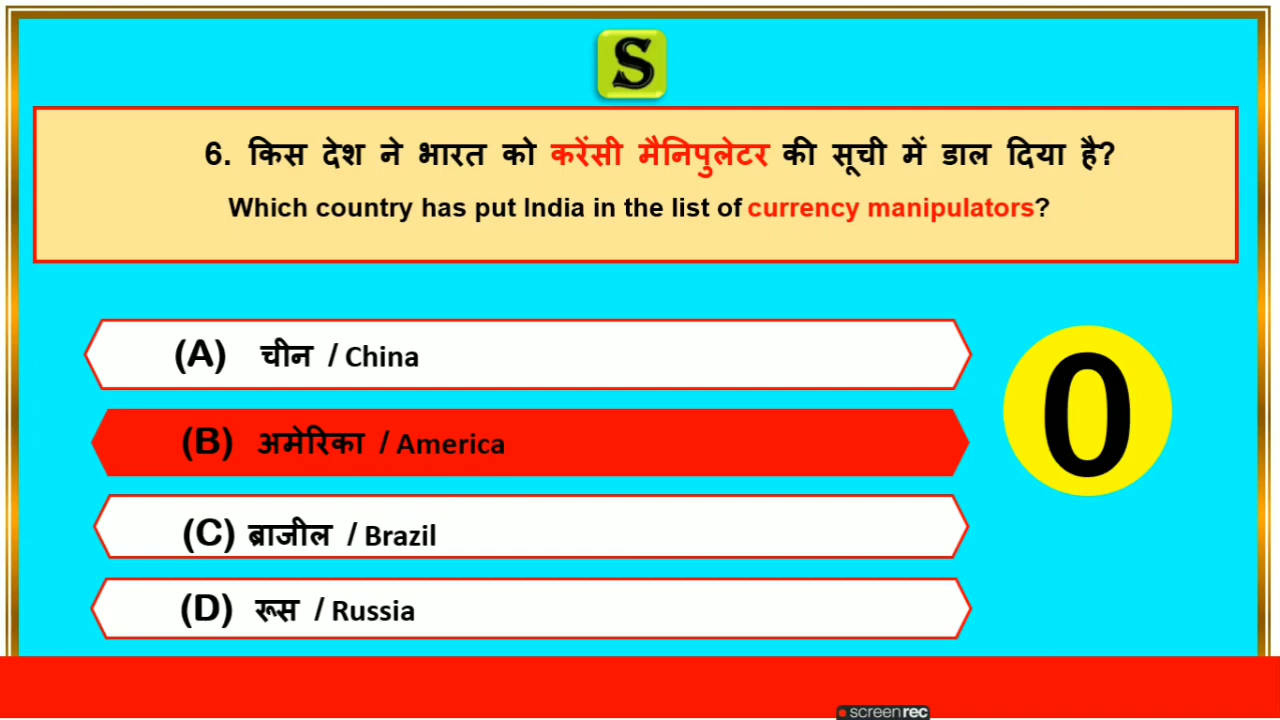 S
6. किस देश ने भारत को करेंसी मैनिपुलेटर की सूची में डाल दिया है?
Which country has put India in the list of currency manipulators?
(A) चीन / China
(B) अमेरिका / America
(C) ब्राजील / Brazil
(D) रूस / Russia
0
screenrec